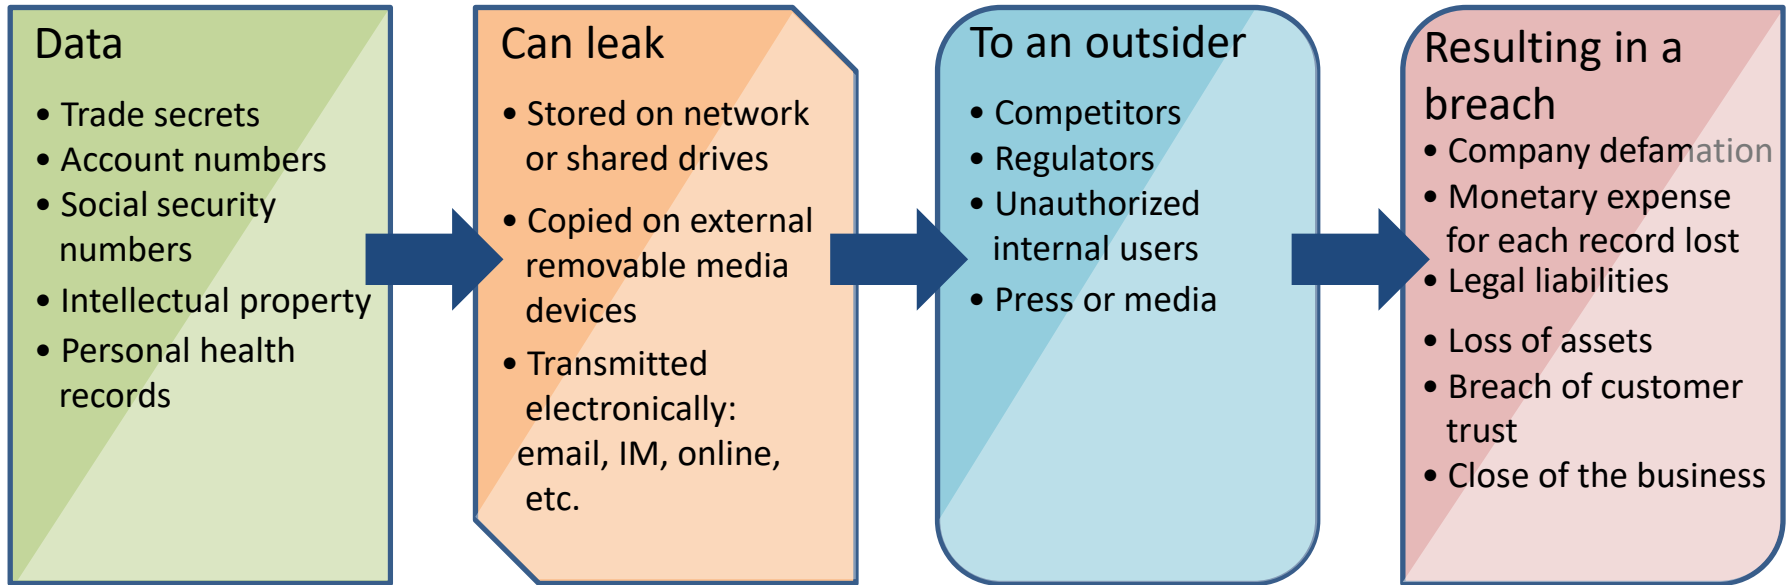 Data
• Trade secrets
• Account numbers
• Social security
numbers
• Intellectual property
• Personal health
records
Can leak
• Stored on network
or shared drives
• Copied on external
removable media
devices
• Transmitted
electronically:
email, IM, online,
etc.
To an outsider
• Competitors
• Regulators
• Unauthorized
internal users
• Press or media
Resulting in a
breach
• Company defamation
• Monetary expense
for each record lost
• Legal liabilities
• Loss of assets
• Breach of customer
trust
• Close of the business